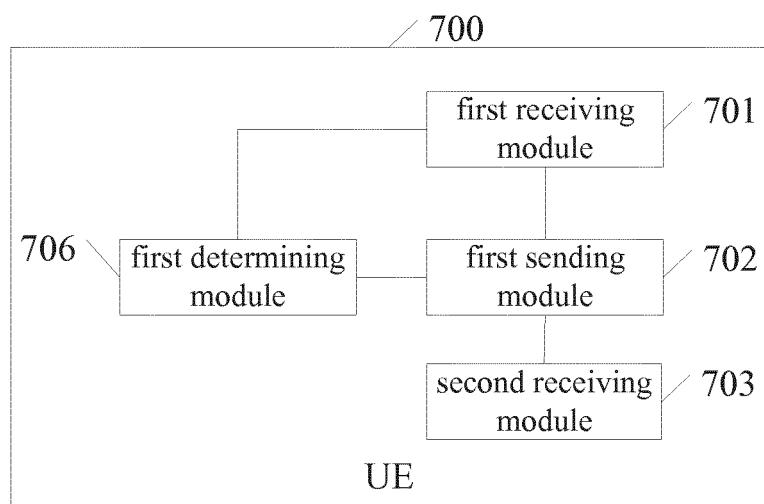 700
first receiving
module
701
706
first determining
module
first sending
module
702
second receiving
module
703
UE